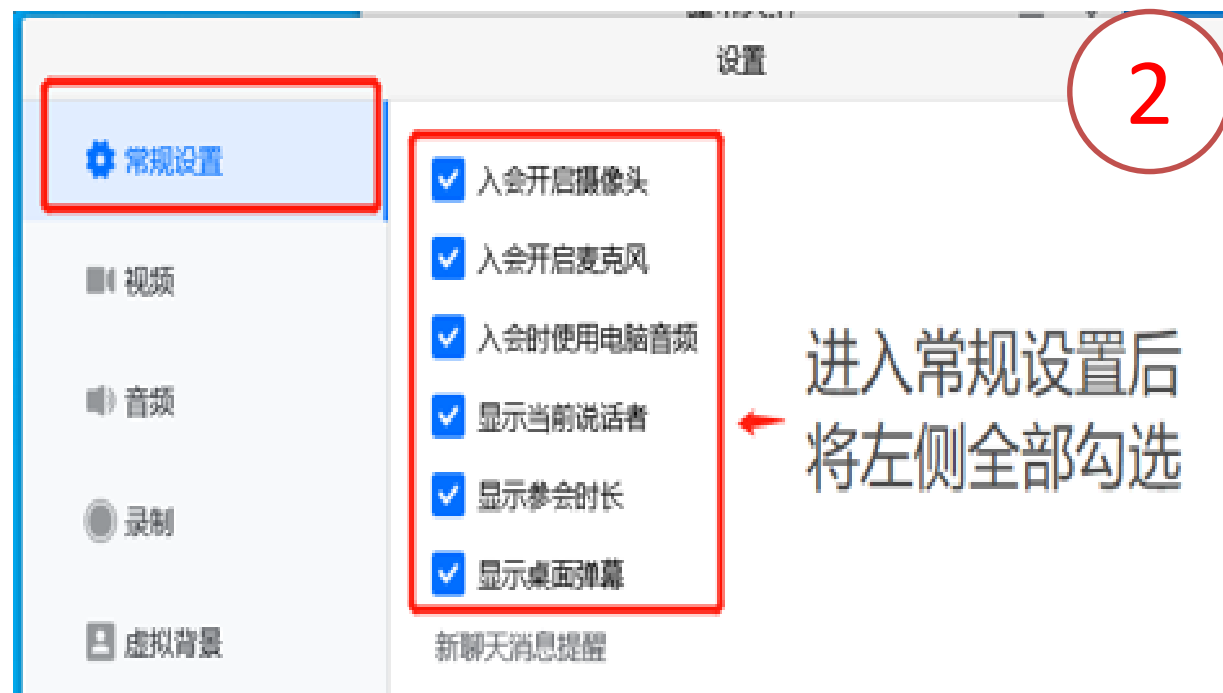 设置
2
常规设置
视频
音频
录制
虚拟背景
入会开启摄像头
入会开启麦克风
入会时使用电脑音频
显示当前说话者
显示参会时长
显示桌面弹幕
新聊天消息提醒
进入常规设置后
将左侧全部勾选